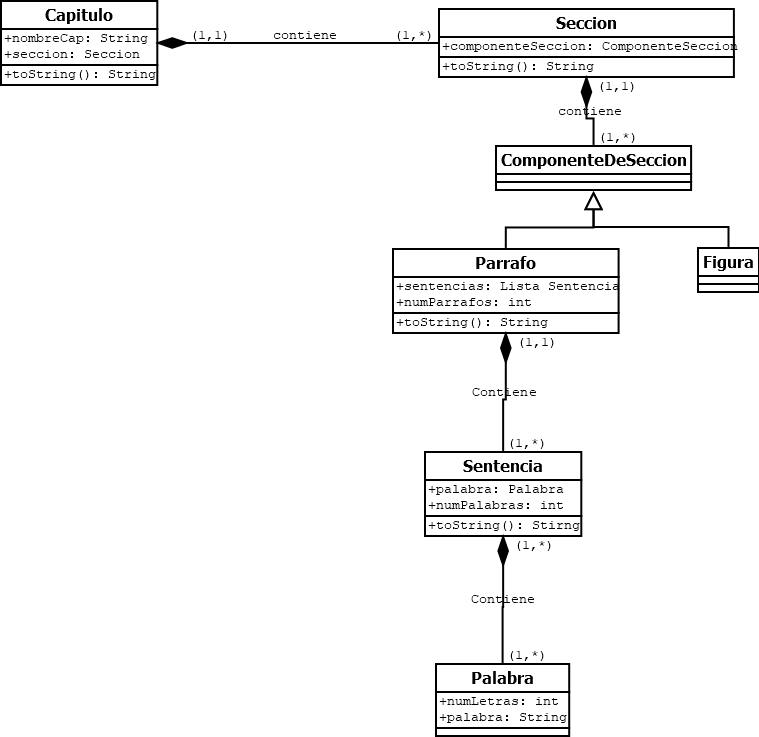 Capitulo
+nombreCap: String
+seccion: Seccion
+toString(): String
(1,1)
contiene
(1,*)
Seccion
+componenteSeccion: ComponenteSeccion
+toString(): String
(1,1)
contiene
(1,*)
ComponenteDeSeccion
Parrafo
+sentencias: Lista Sentencia
+numParrafos: int
+toString(): String
Figura
(1,1)
Contiene
(1,*)
Sentencia
+palabra: Palabra
+numPalabras: int
+toString(): Stirng
(1,*)
Contiene
(1,*)
Palabra
+numLetras: int
+palabra: String